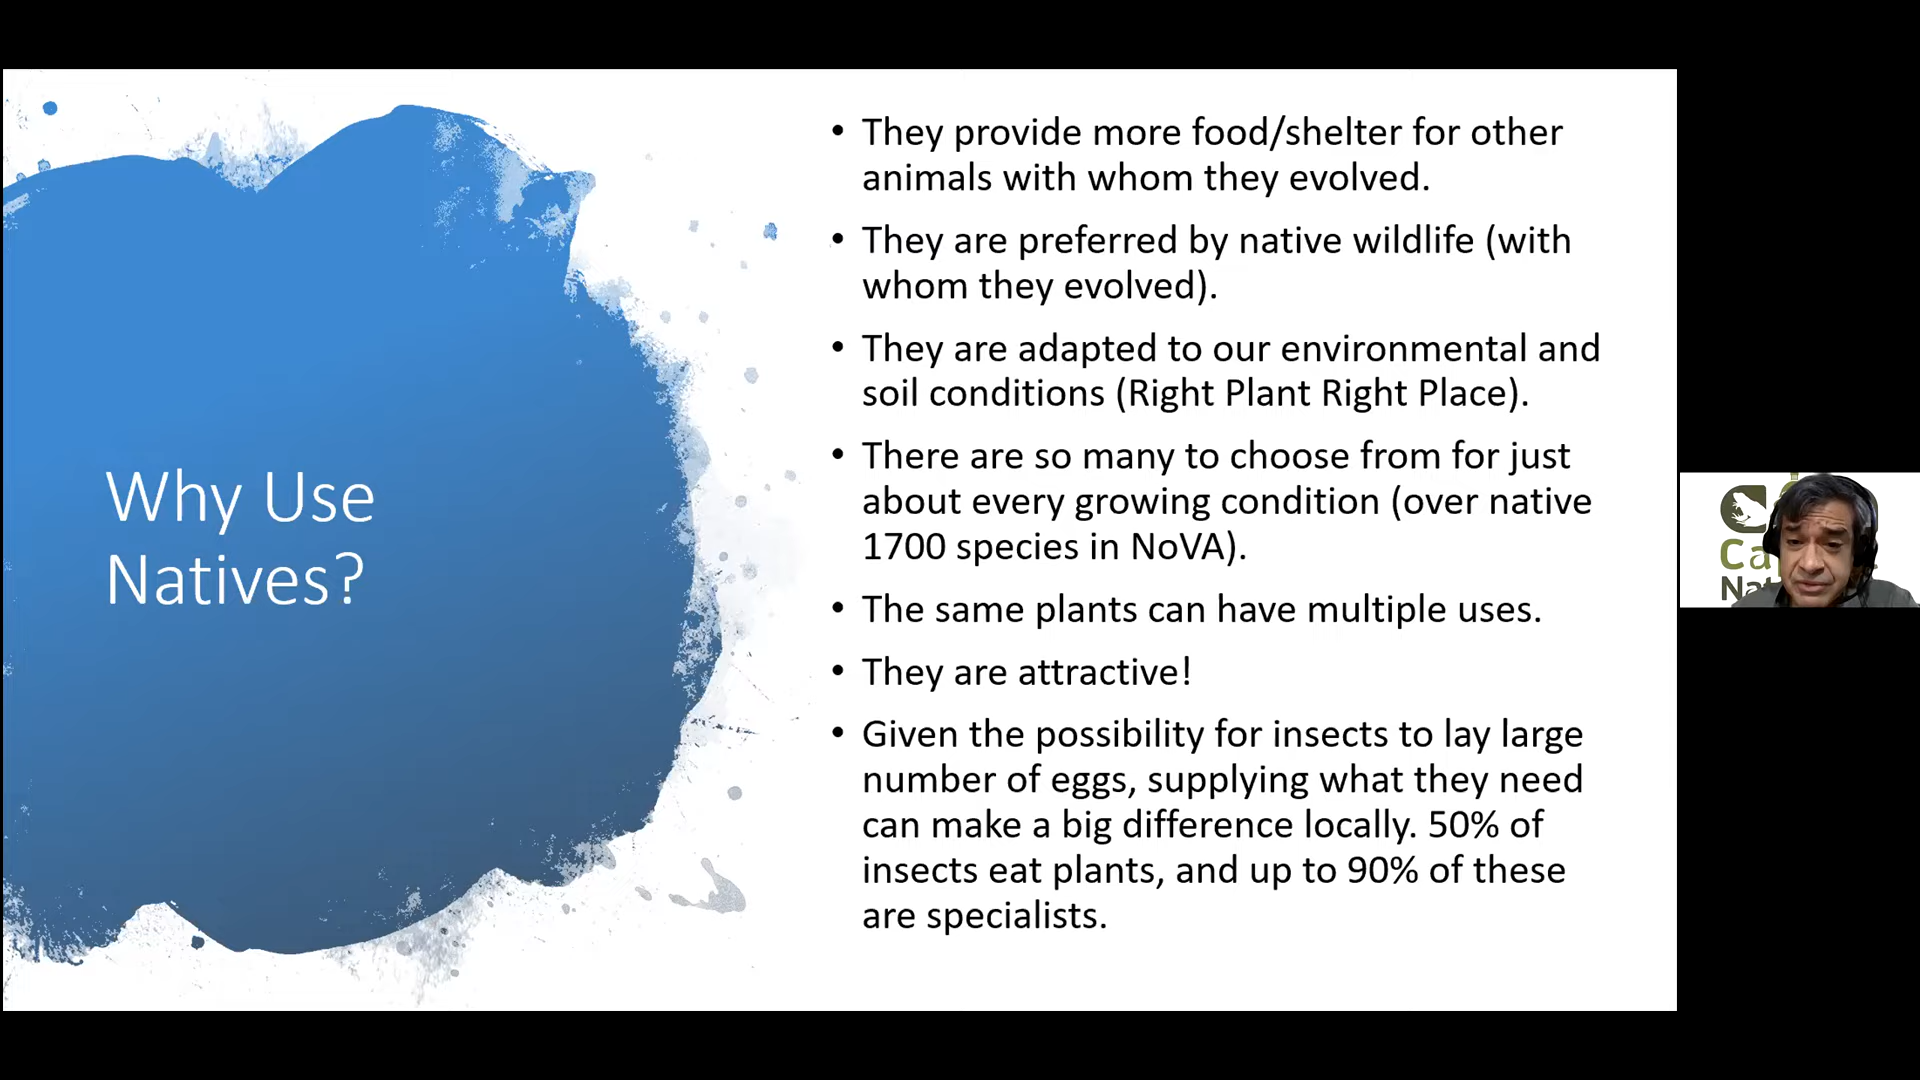 Why Use
Natives?
• They provide more food/shelter for other
animals with whom they evolved.
• They are preferred by native wildlife (with
whom they evolved).
• They are adapted to our environmental and
soil conditions (Right Plant Right Place).
• There are so many to choose from for just
about every growing condition (over native
1700 species in NoVA).
• The same plants can have multiple uses.
• They are attractive!
• Given the possibility for insects to lay large
number of eggs, supplying what they need
can make a big difference locally. 50% of
insects eat plants, and up to 90% of these
are specialists.